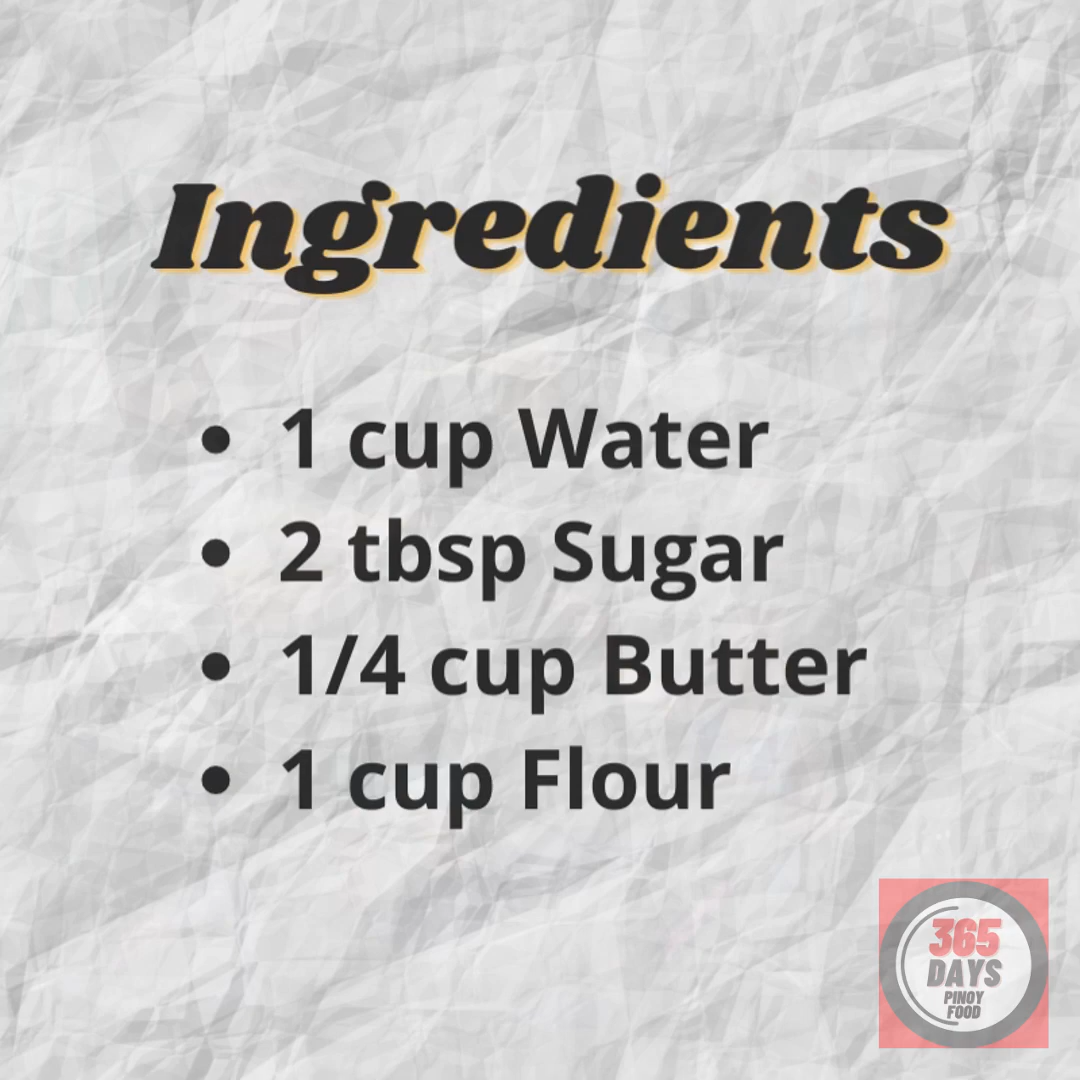 Ingredients
• 1 cup Water
• 2 tbsp Sugar
• 1/4 cup Butter
• 1 cup Flour
365
DAYS
PINOY
FOOD